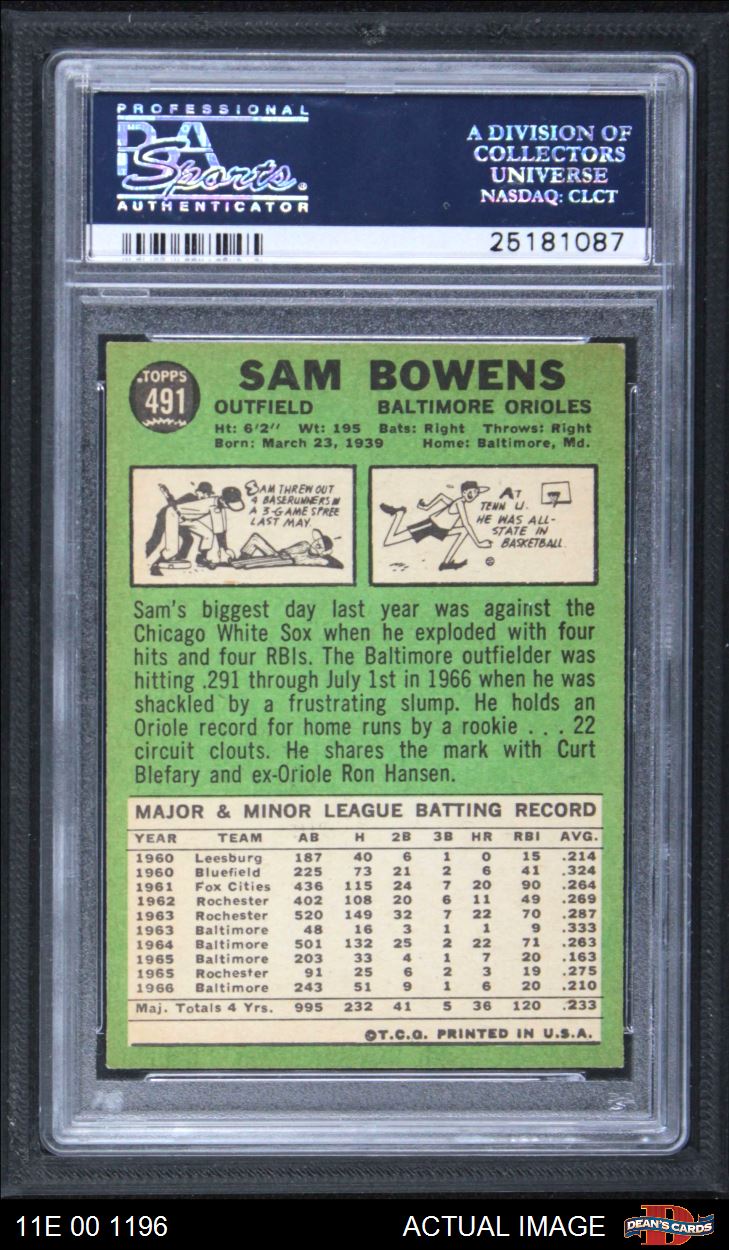 PROFESSIONAL
PSA
Sports
AUTHENTICATOR
A DIVISION OF
COLLECTORS
UNIVERSE
NASDAQ: CLCT
25181087
TOPPS
491
SAM BOWENS
OUTFIELD BALTIMORE ORIOLES
Ht: 6'2" Wt: 195 Bats: Right Throws: Right
Born: March 23, 1939 Home: Baltimore, Md.
SAM THREW OUT
4 BASERUNNERS IN
A 3-GAME SPREE
LAST MAY.
AT
TENN U.
HE WAS ALL-
STATE IN
BASKETBALL.
Sam's biggest day last year was against the
Chicago White Sox when he exploded with four
hits and four RBIs. The Baltimore outfielder was
hitting .291 through July 1st in 1966 when he was
shackled by a frustrating slump. He holds an
Oriole record for home runs by a rookie . . . 22
circuit clouts. He shares the mark with Curt
Blefary and ex-Oriole Ron Hansen.
MAJOR & MINOR LEAGUE BATTING RECORD
YEAR TEAM AB H 2B 3B HR RBI AVG.
1960 Leesburg 187 40 6 1 0 15 .214
1960 Bluefield 225 73 21 2 6 41 .324
1961 Fox Cities 436 115 24 7 20 90 .264
1962 Rochester 402 108 20 6 11 49 .269
1963 Rochester 520 149 32 7 22 70 .287
1963 Baltimore 48 16 3 1 1 9 .333
1964 Baltimore 501 132 25 2 22 71 .263
1965 Baltimore 203 33 4 1 7 20 .163
1965 Rochester 91 25 6 2 3 19 .275
1966 Baltimore 243 51 9 1 6 20 .210
Maj. Totals 4 Yrs. 995 232 41 5 36 120 .233
©T.C.G. PRINTED IN U.S.A.
11E 00 1196 ACTUAL IMAGE
D
DEAN'S CARDS